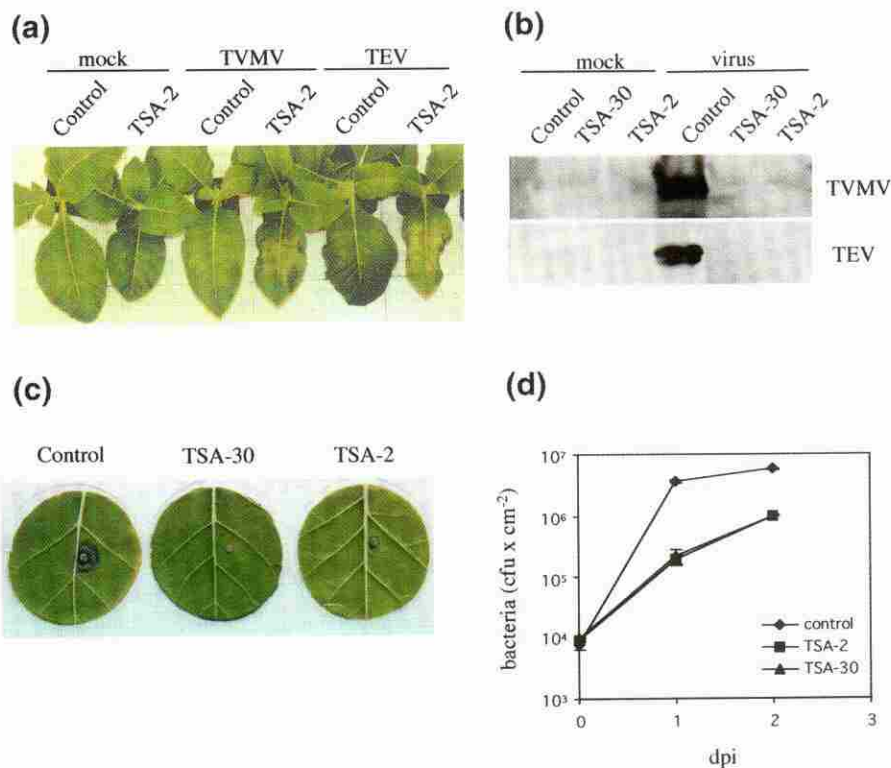 (a)
mock TVMV TEV
Control TSA-2 Control TSA-2 Control TSA-2
(b)
mock virus
Control TSA-30 TSA-2 Control TSA-30 TSA-2
TVMV
TEV
(c)
Control TSA-30 TSA-2
(d)
bacteria (cfu x cm⁻²)
10⁷
10⁶
10⁵
10⁴
10³
0 1 2 3
dpi
control
TSA-2
TSA-30